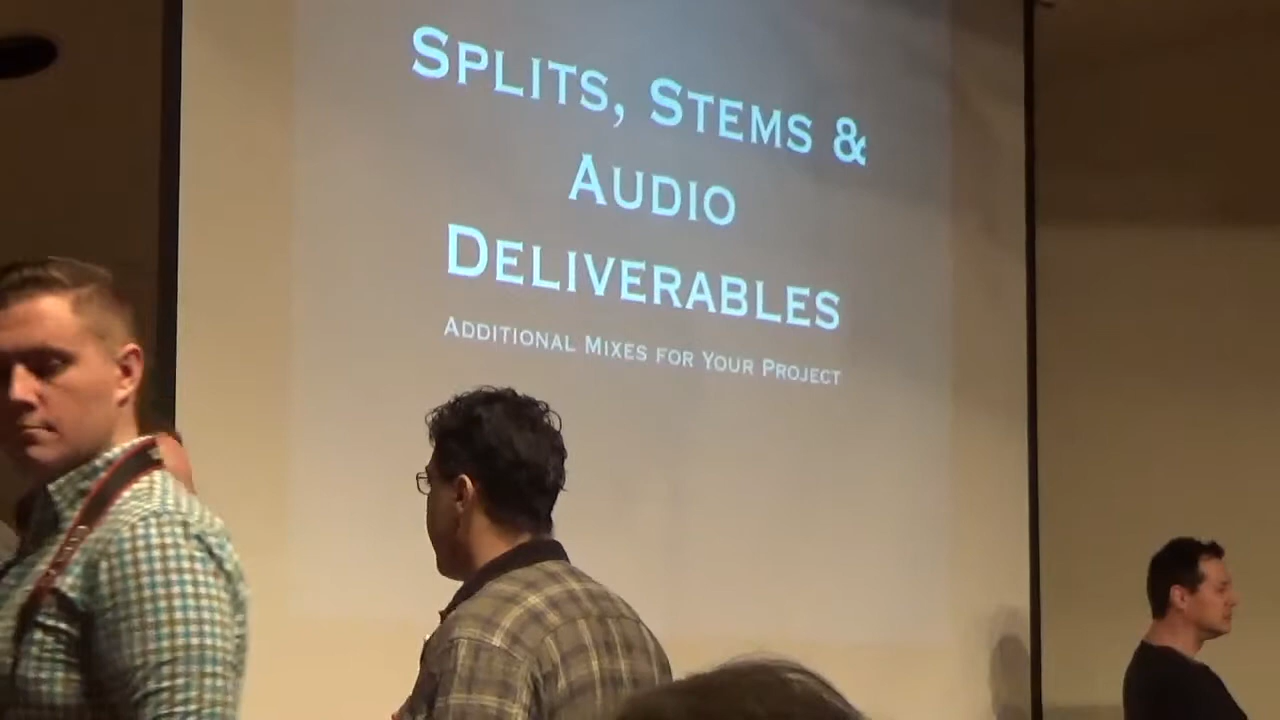 Splits, Stems &
Audio
Deliverables
Additional Mixes for Your Project